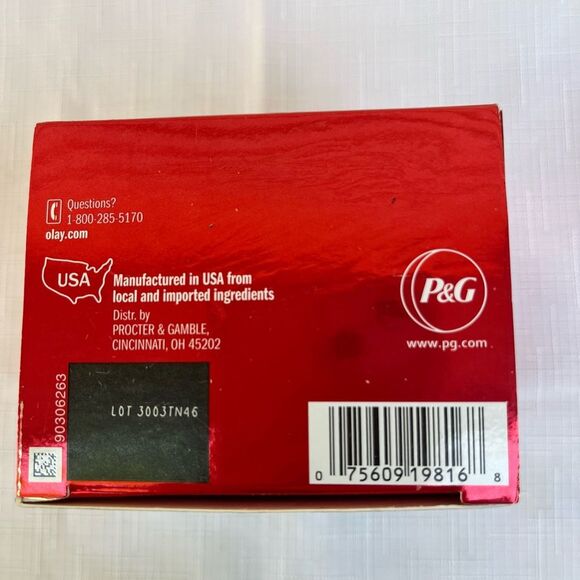 Questions?
1-800-285-5170
olay.com
USA
Manufactured in USA from
local and imported ingredients
Distr. by
PROCTER & GAMBLE,
CINCINNATI, OH 45202
P&G
www.pg.com
90306263
LOT 3003TN46
0 75609 19816 8